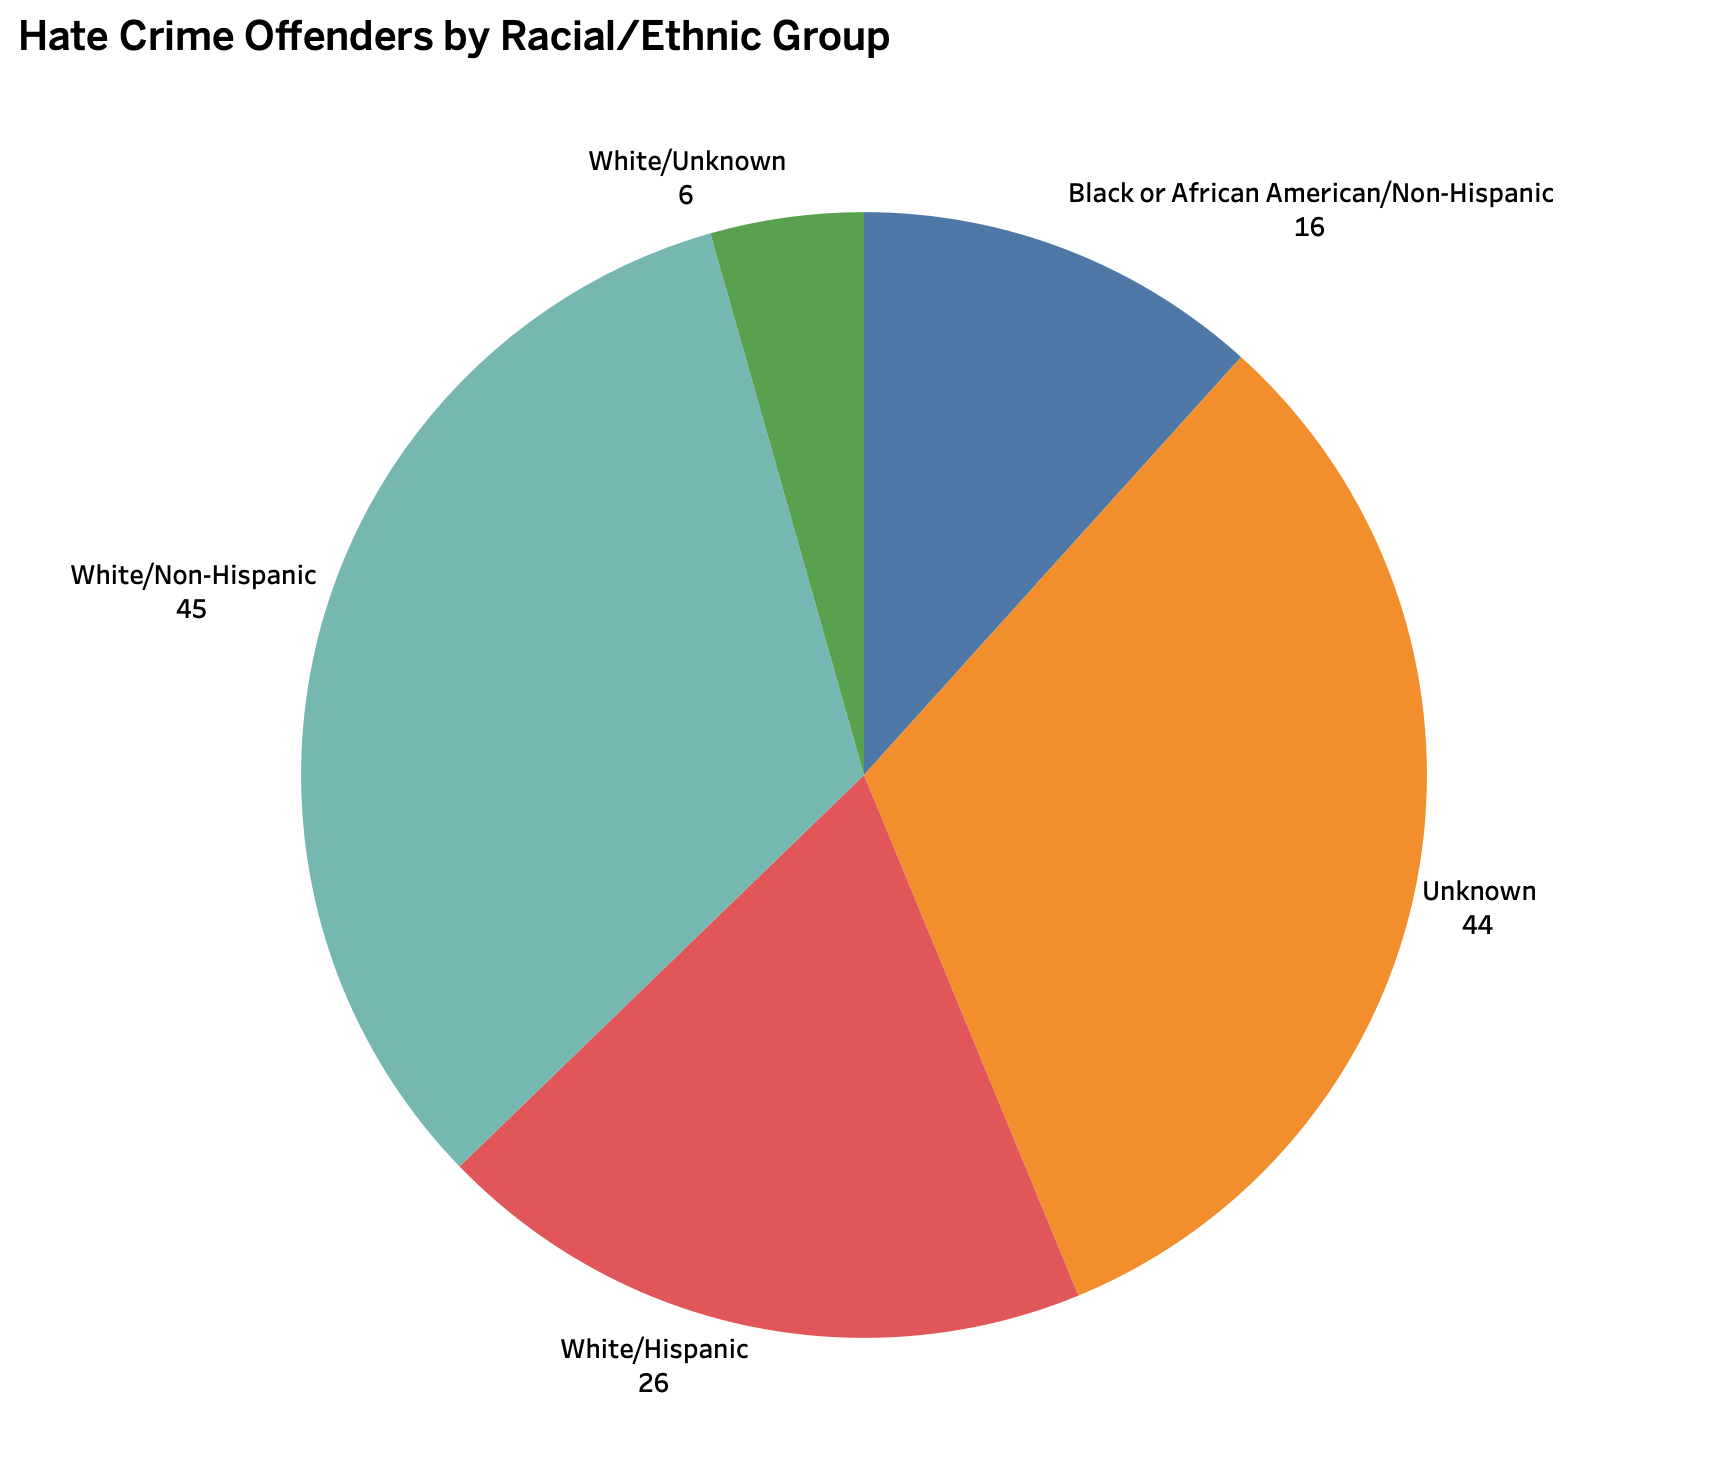 Hate Crime Offenders by Racial/Ethnic Group
White/Unknown
6
Black or African American/Non-Hispanic
16
White/Non-Hispanic
45
Unknown
44
White/Hispanic
26